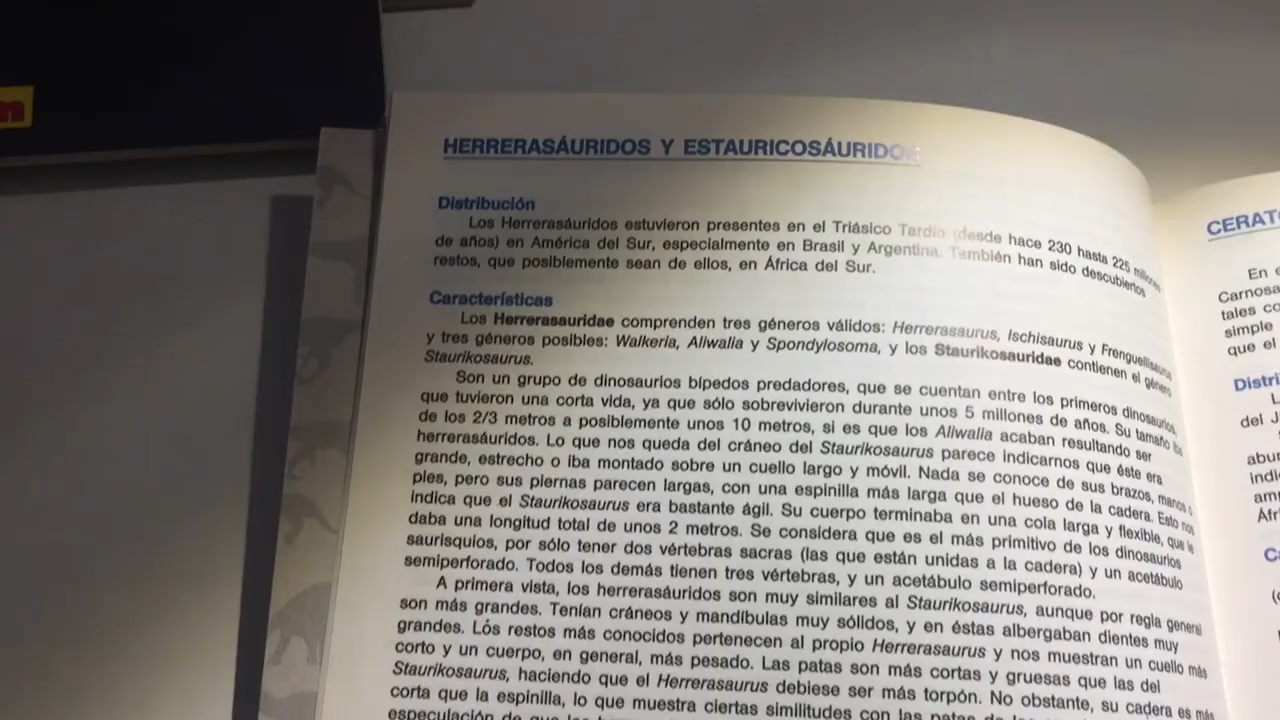 m
HERRERASÁURIDOS Y ESTAURICOSÁURIDO
Distribución
Los Herrerasáuridos estuvieron presentes en el Triásico Tardío (desde hace 230 hasta 225 millones
de años) en América del Sur, especialmente en Brasil y Argentina. También han sido descubiertos
restos, que posiblemente sean de ellos, en África del Sur.
Características
Los Herrerasauridae comprenden tres géneros válidos: Herrerasaurus, Ischisaurus y Frenguellisaurus
y tres géneros posibles: Walkeria, Aliwalia y Spondylosoma, y los Staurikosauridae contienen el género
Staurikosaurus.
Son un grupo de dinosaurios bípedos predadores, que se cuentan entre los primeros dinosaurios,
que tuvieron una corta vida, ya que sólo sobrevivieron durante unos 5 millones de años. Su tamaño
de los 2/3 metros a posiblemente unos 10 metros, si es que los Aliwalia acaban resultando ser
herrerasáuridos. Lo que nos queda del cráneo del Staurikosaurus parece indicarnos que éste era
grande, estrecho o iba montado sobre un cuello largo y móvil. Nada se conoce de sus brazos, manos o
pies, pero sus piernas parecen largas, con una espinilla más larga que el hueso de la cadera. Esto nos
indica que el Staurikosaurus era bastante ágil. Su cuerpo terminaba en una cola larga y flexible, que le
daba una longitud total de unos 2 metros. Se considera que es el más primitivo de los dinosaurios
saurisquios, por sólo tener dos vértebras sacras (las que están unidas a la cadera) y un acetábulo
semiperforado. Todos los demás tienen tres vértebras, y un acetábulo semiperforado.
A primera vista, los herrerasáuridos son muy similares al Staurikosaurus, aunque por regla general
son más grandes. Tenían cráneos y mandíbulas muy sólidos, y en éstas albergaban dientes muy
grandes. Los restos más conocidos pertenecen al propio Herrerasaurus y nos muestran un cuello más
corto y un cuerpo, en general, más pesado. Las patas son más cortas y gruesas que las del
Staurikosaurus, haciendo que el Herrerasaurus debiese ser más torpón. No obstante, su cadera es más
corta que la espinilla, lo que muestra ciertas similitudes con las patas de
especulación de que los
CERAT
En
Carnosa
tales co
simple
que el
Distri
L
del J
abu
indi
am
Áfr
C